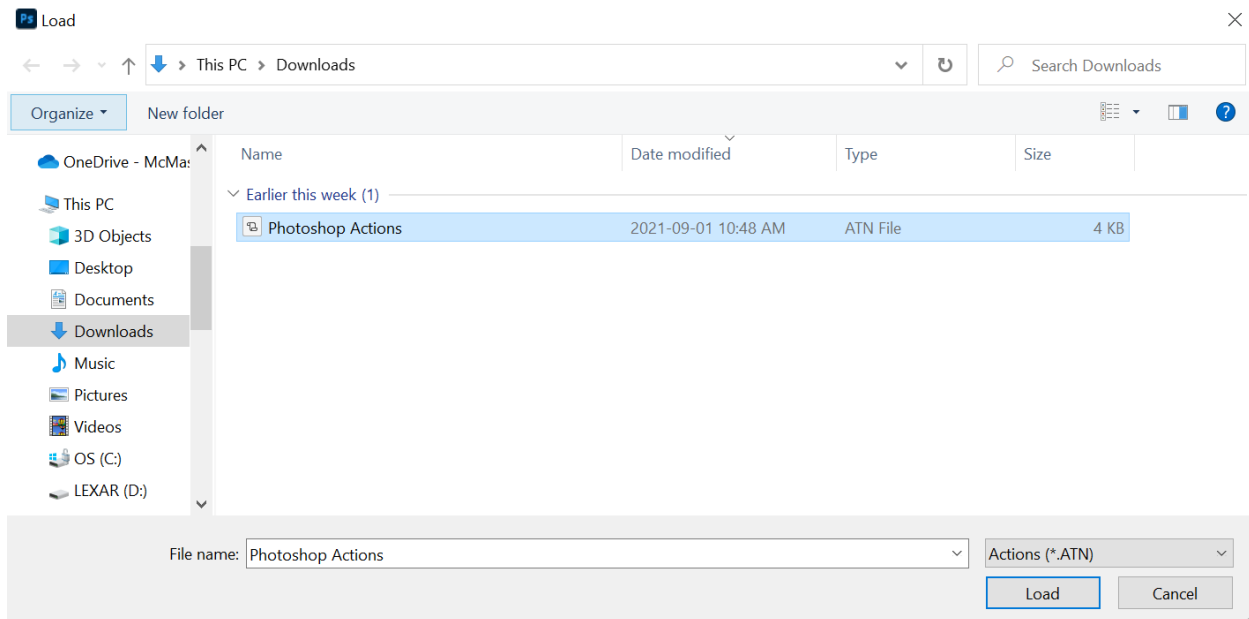 Ps Load
This PC > Downloads
Search Downloads
Organize
New folder
?
OneDrive - McMas
This PC
3D Objects
Desktop
Documents
Downloads
Music
Pictures
Videos
OS (C:)
LEXAR (D:)
Name Date modified Type Size
Earlier this week (1)
Photoshop Actions 2021-09-01 10:48 AM ATN File 4 KB
File name: Photoshop Actions Actions (*.ATN)
Load Cancel